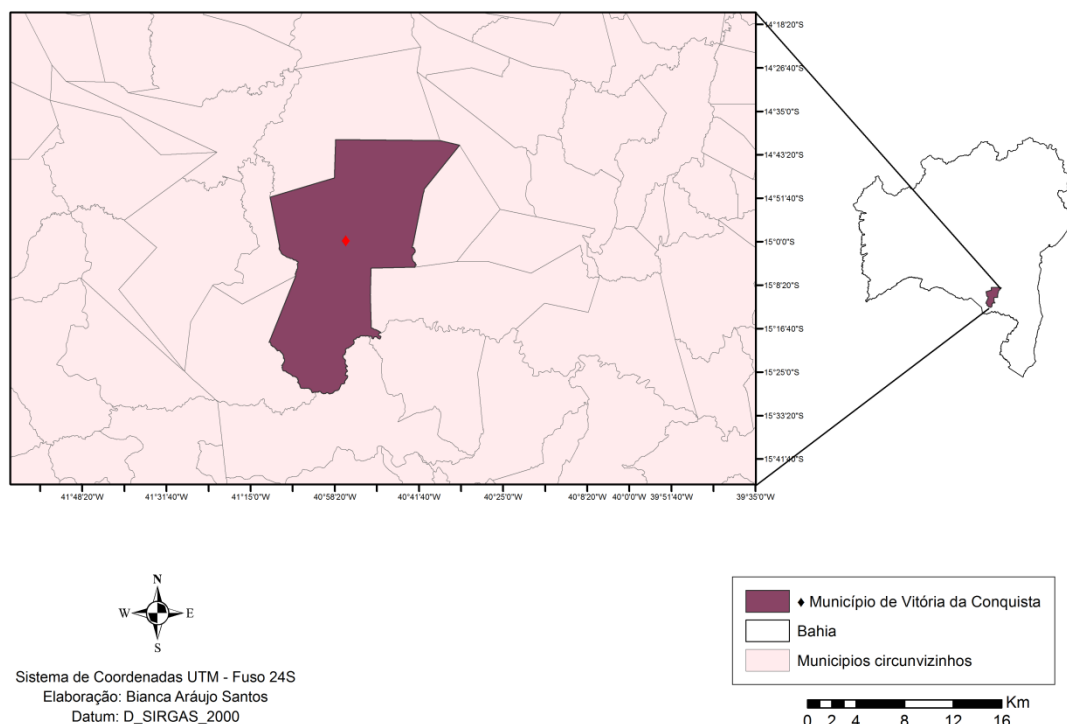 14°18'20"S
14°26'40"S
14°35'0"S
14°43'20"S
14°51'40"S
15°0'0"S
15°8'20"S
15°16'40"S
15°25'0"S
15°33'20"S
15°41'40"S
41°48'20"W 41°31'40"W 41°15'0"W 40°58'20"W 40°41'40"W 40°25'0"W 40°8'20"W 40°0'0"W 39°51'40"W 39°35'0"W
N
W E
S
Sistema de Coordenadas UTM - Fuso 24S
Elaboração: Bianca Aráujo Santos
Datum: D_SIRGAS_2000
Município de Vitória da Conquista
Bahia
Municipios circunvizinhos
Km
0 2 4 8 12 16